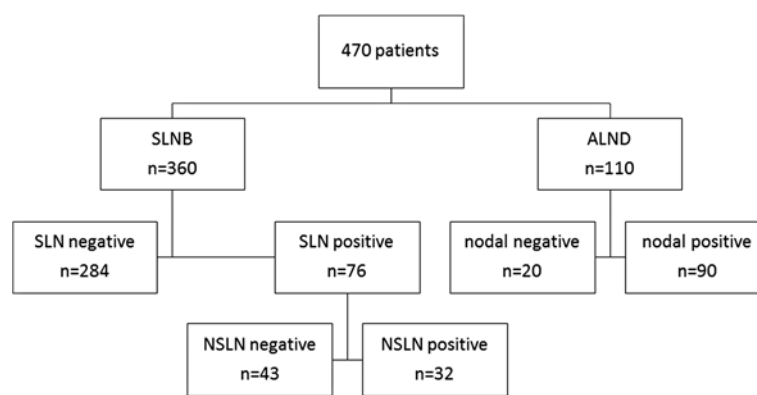 470 patients
SLNB
n=360
ALND
n=110
SLN negative
n=284
SLN positive
n=76
nodal negative
n=20
nodal positive
n=90
NSLN negative
n=43
NSLN positive
n=32